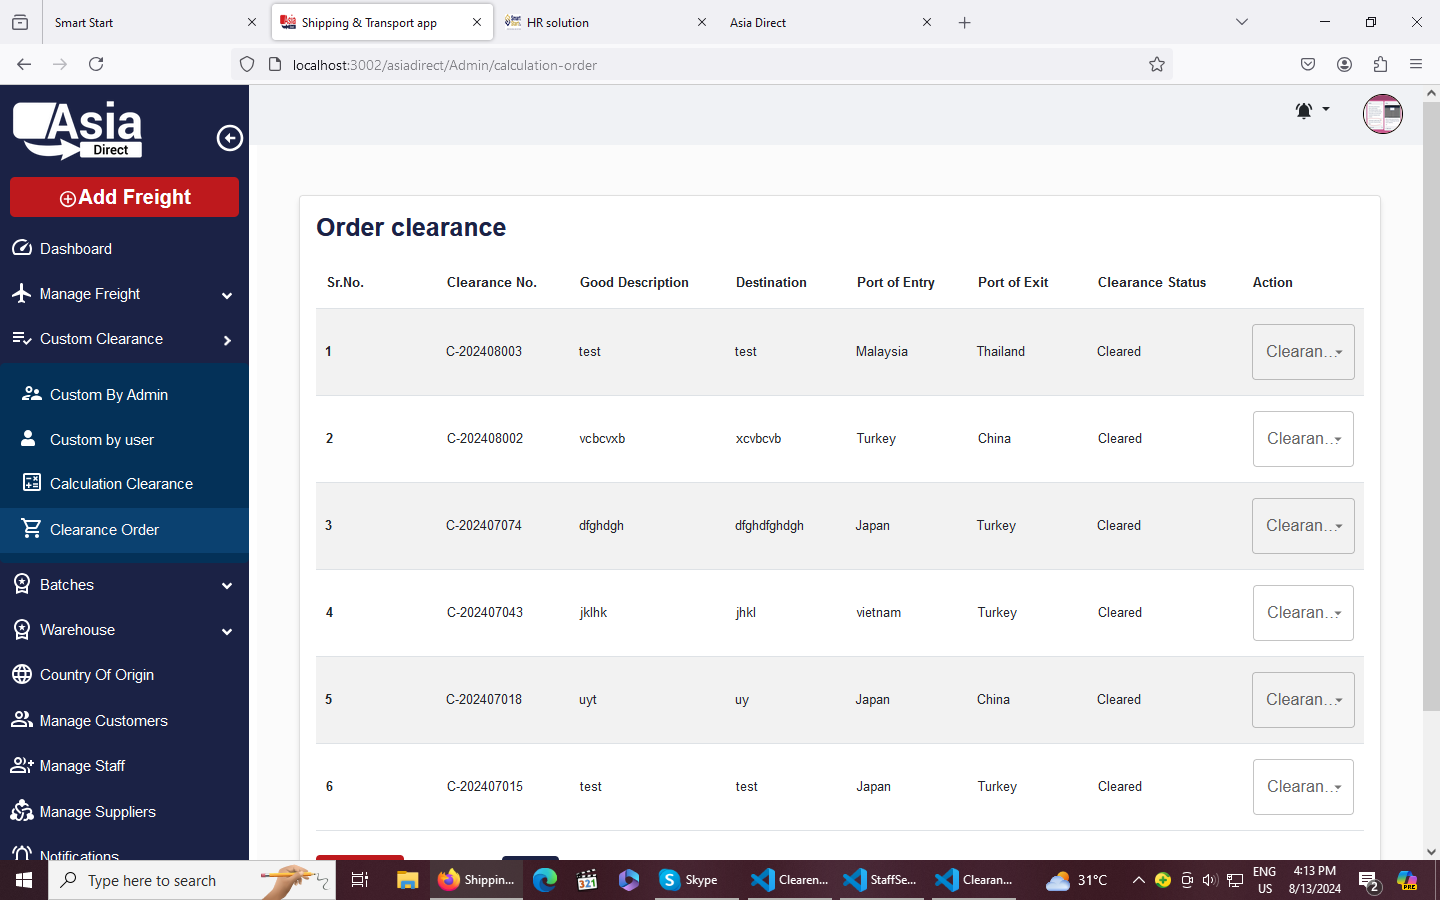 Smart Start
Shipping & Transport app
HR solution
Asia Direct
localhost:3002/asiadirect/Admin/calculation-order
Asia
Direct
Add Freight
Dashboard
Manage Freight
Custom Clearance
Custom By Admin
Custom by user
Calculation Clearance
Clearance Order
Batches
Warehouse
Country Of Origin
Manage Customers
Manage Staff
Manage Suppliers
Notifications
Order clearance
Sr.No. Clearance No. Good Description Destination Port of Entry Port of Exit Clearance Status Action
1 C-202408003 test test Malaysia Thailand Cleared Clearan...
2 C-202408002 vcbcvxb xcvbcvb Turkey China Cleared Clearan...
3 C-202407074 dfghdgh dfghdfghdgh Japan Turkey Cleared Clearan...
4 C-202407043 jklhk jhkl vietnam Turkey Cleared Clearan...
5 C-202407018 uyt uy Japan China Cleared Clearan...
6 C-202407015 test test Japan Turkey Cleared Clearan...
Type here to search
Shippin...
321
Skype
Clearen...
StaffSe...
Clearan...
31°C
ENG
US
4:13 PM
8/13/2024
2
PRE